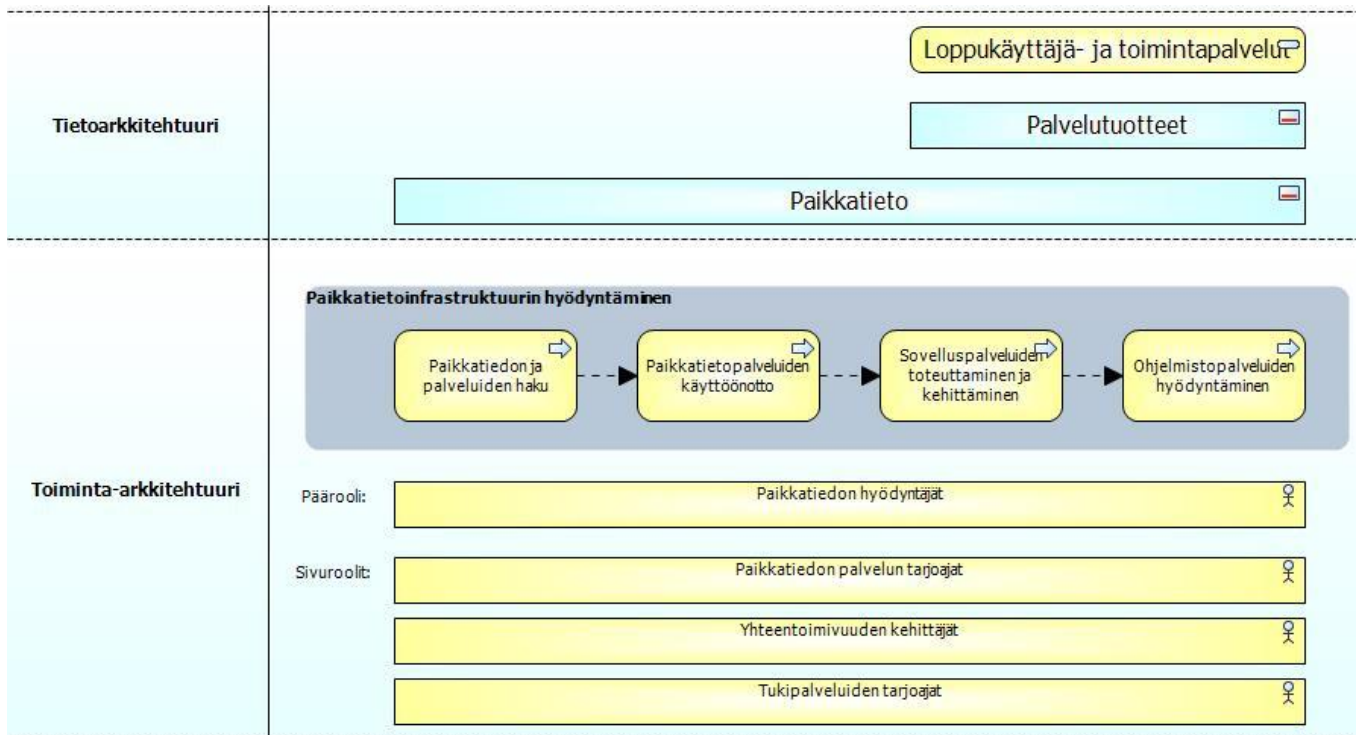 Loppukäyttäjä- ja toimintapalvelut
Tietoarkkitehtuuri
Palvelutuotteet
Paikkatieto
Paikkatietoinfrastruktuurin hyödyntäminen
Paikkatiedon ja
palveluiden haku
Paikkatietopalveluiden
käyttöönotto
Sovelluspalveluiden
toteuttaminen ja
kehittäminen
Ohjelmistopalveluiden
hyödyntäminen
Toiminta-arkkitehtuuri
Päärooli:
Paikkatiedon hyödyntäjät
Sivuroolit:
Paikkatiedon palvelun tarjoajat
Yhteentoimivuuden kehittäjät
Tukipalveluiden tarjoajat